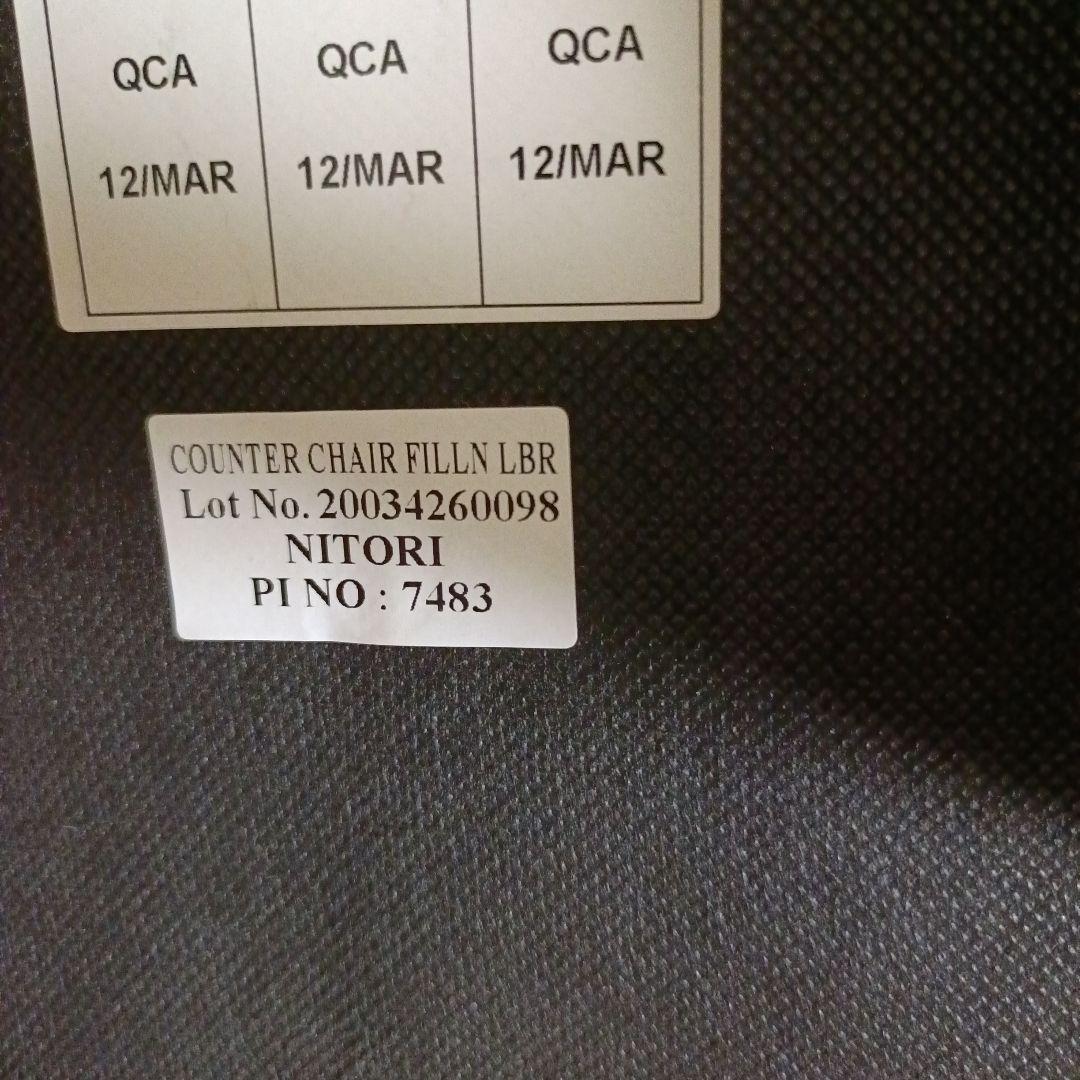 QCA QCA QCA
12/MAR 12/MAR 12/MAR
COUNTER CHAIR FILLN LBR
Lot No. 20034260098
NITORI
PI NO : 7483